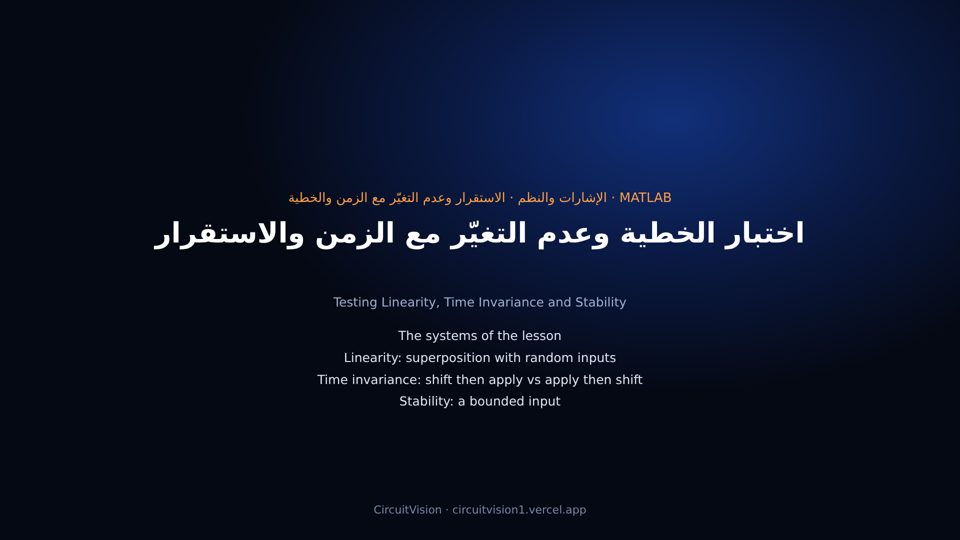 MATLAB · الإشارات والنظم · الاستقرار وعدم التغيّر مع الزمن والخطية
اختبار الخطية وعدم التغيّر مع الزمن والاستقرار
Testing Linearity, Time Invariance and Stability
The systems of the lesson
Linearity: superposition with random inputs
Time invariance: shift then apply vs apply then shift
Stability: a bounded input
CircuitVision · circuitvision1.vercel.app